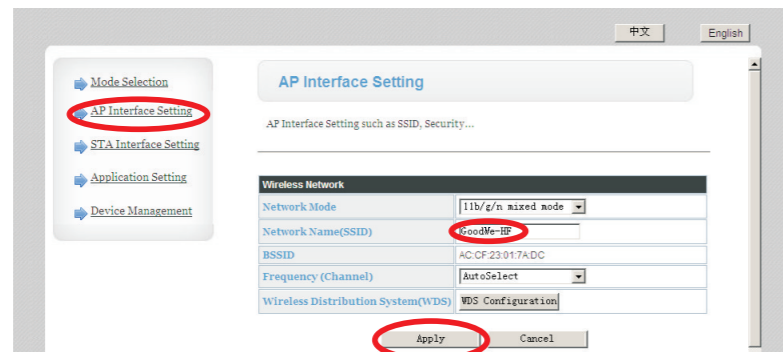 中文
English
Mode Selection
AP Interface Setting
STA Interface Setting
Application Setting
Device Management
AP Interface Setting
AP Interface Setting such as SSID, Security...
Wireless Network
Network Mode 11b/g/n mixed mode
Network Name(SSID) GoodWe-HF
BSSID AC:CF:23:01:7A:DC
Frequency (Channel) AutoSelect
Wireless Distribution System(WDS) WDS Configuration
Apply Cancel